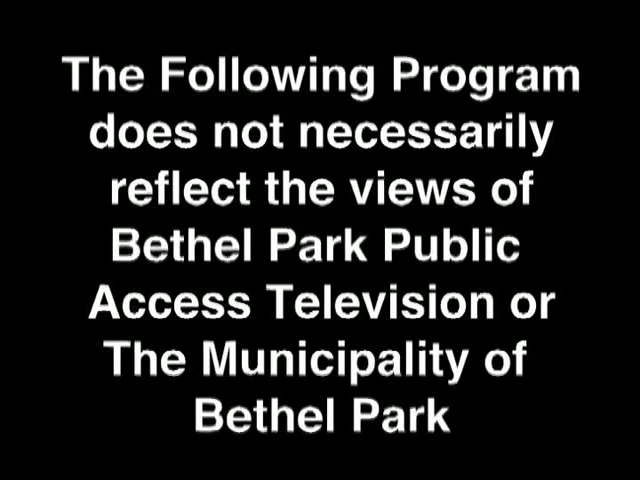 The Following Program
does not necessarily
reflect the views of
Bethel Park Public
Access Television or
The Municipality of
Bethel Park